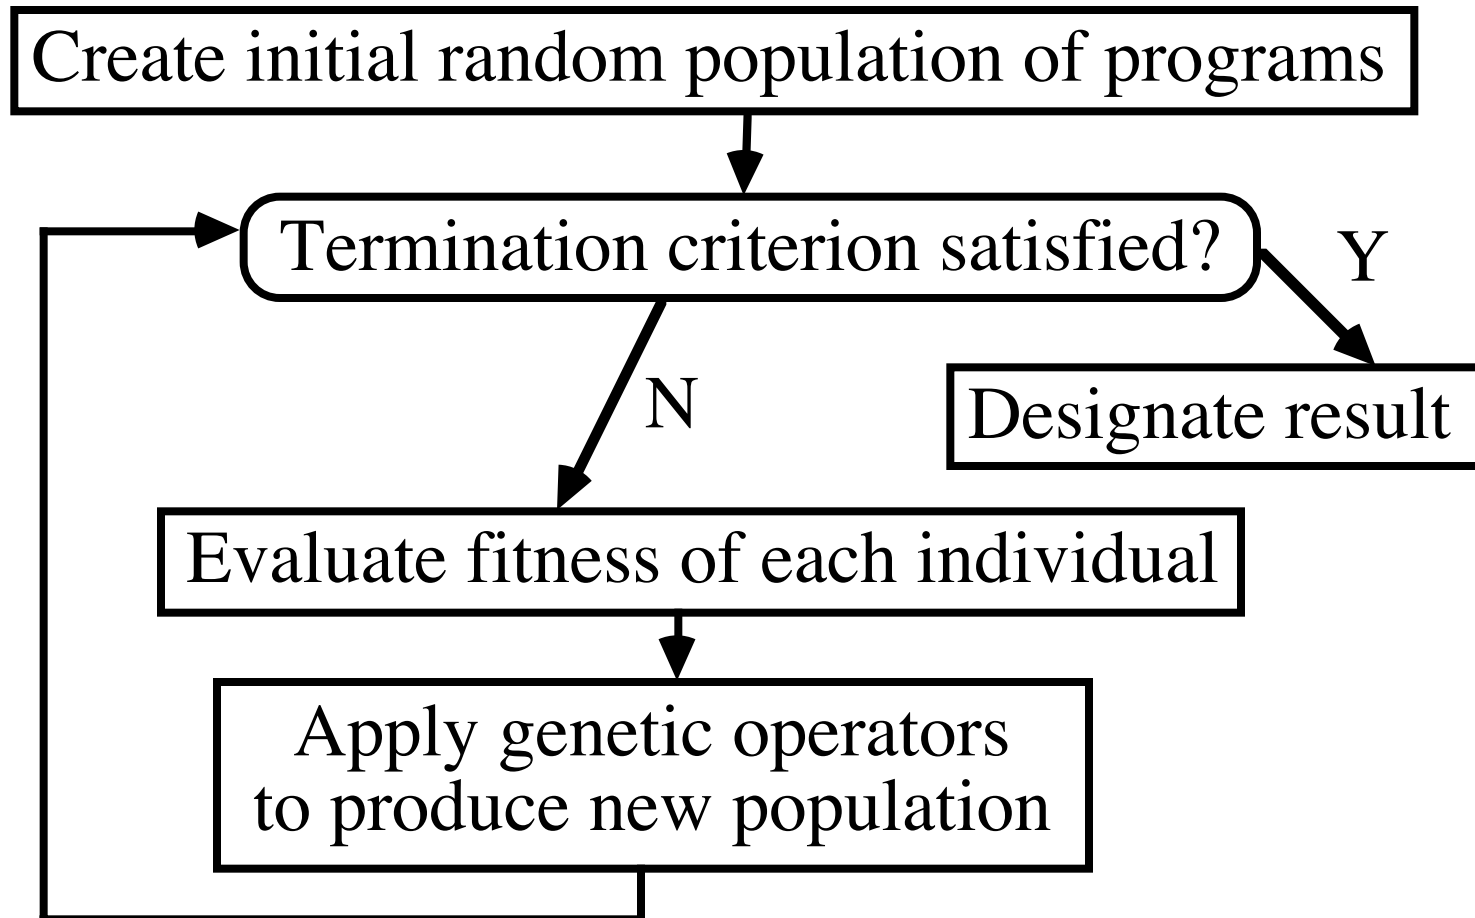 Create initial random population of programs
Termination criterion satisfied?
Y
N
Designate result
Evaluate fitness of each individual
Apply genetic operators
to produce new population